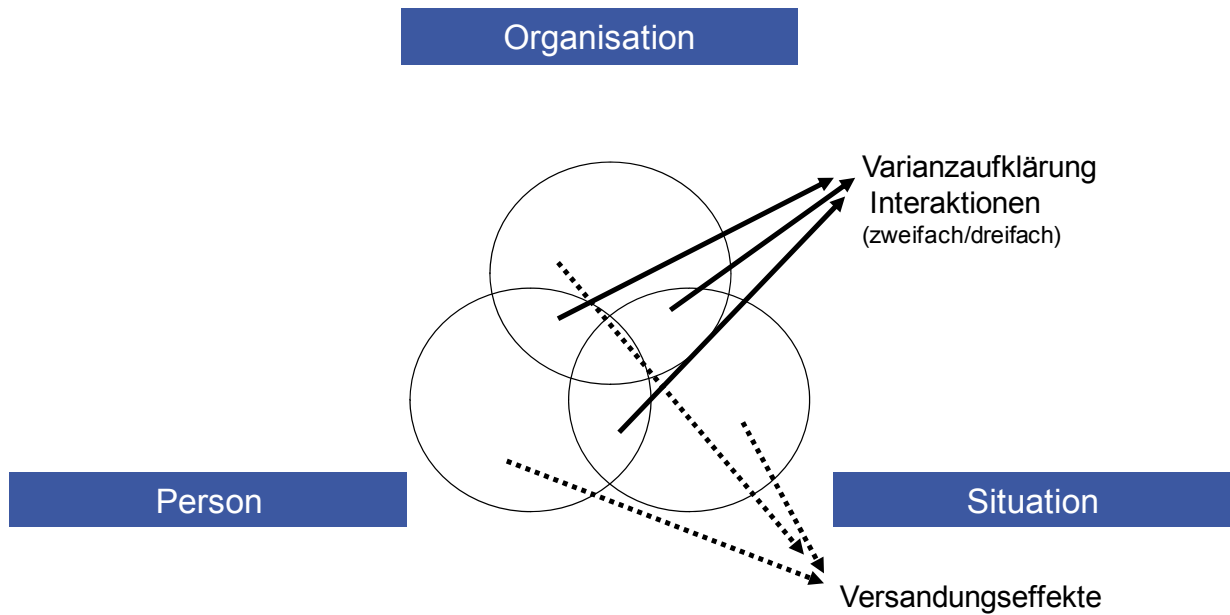 Organisation
Varianzaufklärung
Interaktionen
(zweifach/dreifach)
Person
Situation
Versandungseffekte